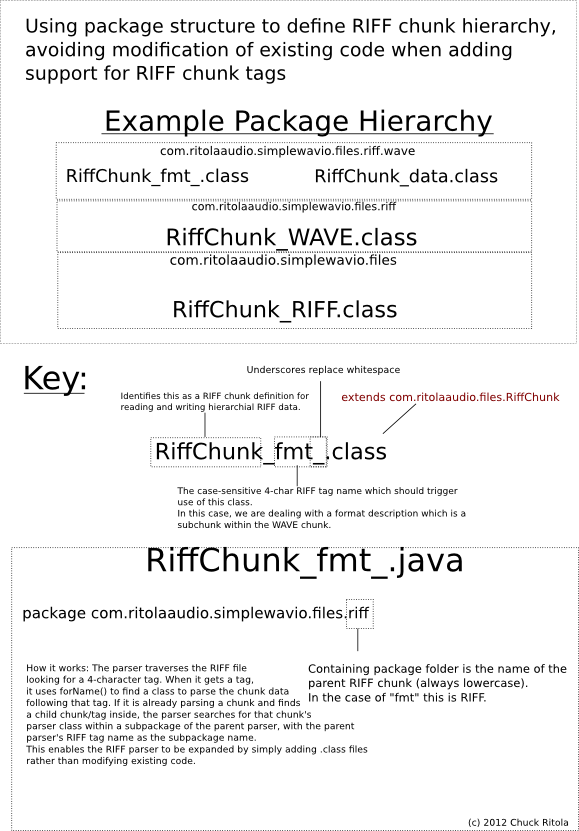 Using package structure to define RIFF chunk hierarchy,
avoiding modification of existing code when adding
support for RIFF chunk tags
Example Package Hierarchy
com.ritolaaudio.simplewavio.files.riff.wave
RiffChunk_fmt_.class RiffChunk_data.class
com.ritolaaudio.simplewavio.files.riff
RiffChunk_WAVE.class
com.ritolaaudio.simplewavio.files
RiffChunk_RIFF.class
Key:
Underscores replace whitespace
Identifies this as a RIFF chunk definition for
reading and writing hierarchial RIFF data.
extends com.ritolaaudio.files.RiffChunk
RiffChunk_fmt_.class
The case-sensitive 4-char RIFF tag name which should trigger
use of this class.
In this case, we are dealing with a format description which is a
subchunk within the WAVE chunk.
RiffChunk_fmt_.java
package com.ritolaaudio.simplewavio.files.riff
How it works: The parser traverses the RIFF file
looking for a 4-character tag. When it gets a tag,
it uses forName() to find a class to parse the chunk data
following that tag. If it is already parsing a chunk and finds
a child chunk/tag inside, the parser searches for that chunk's
parser class within a subpackage of the parent parser, with the parent
parser's RIFF tag name as the subpackage name.
This enables the RIFF parser to be expanded by simply adding .class files
rather than modifying existing code.
Containing package folder is the name of the
parent RIFF chunk (always lowercase).
In the case of "fmt" this is RIFF.
(c) 2012 Chuck Ritola